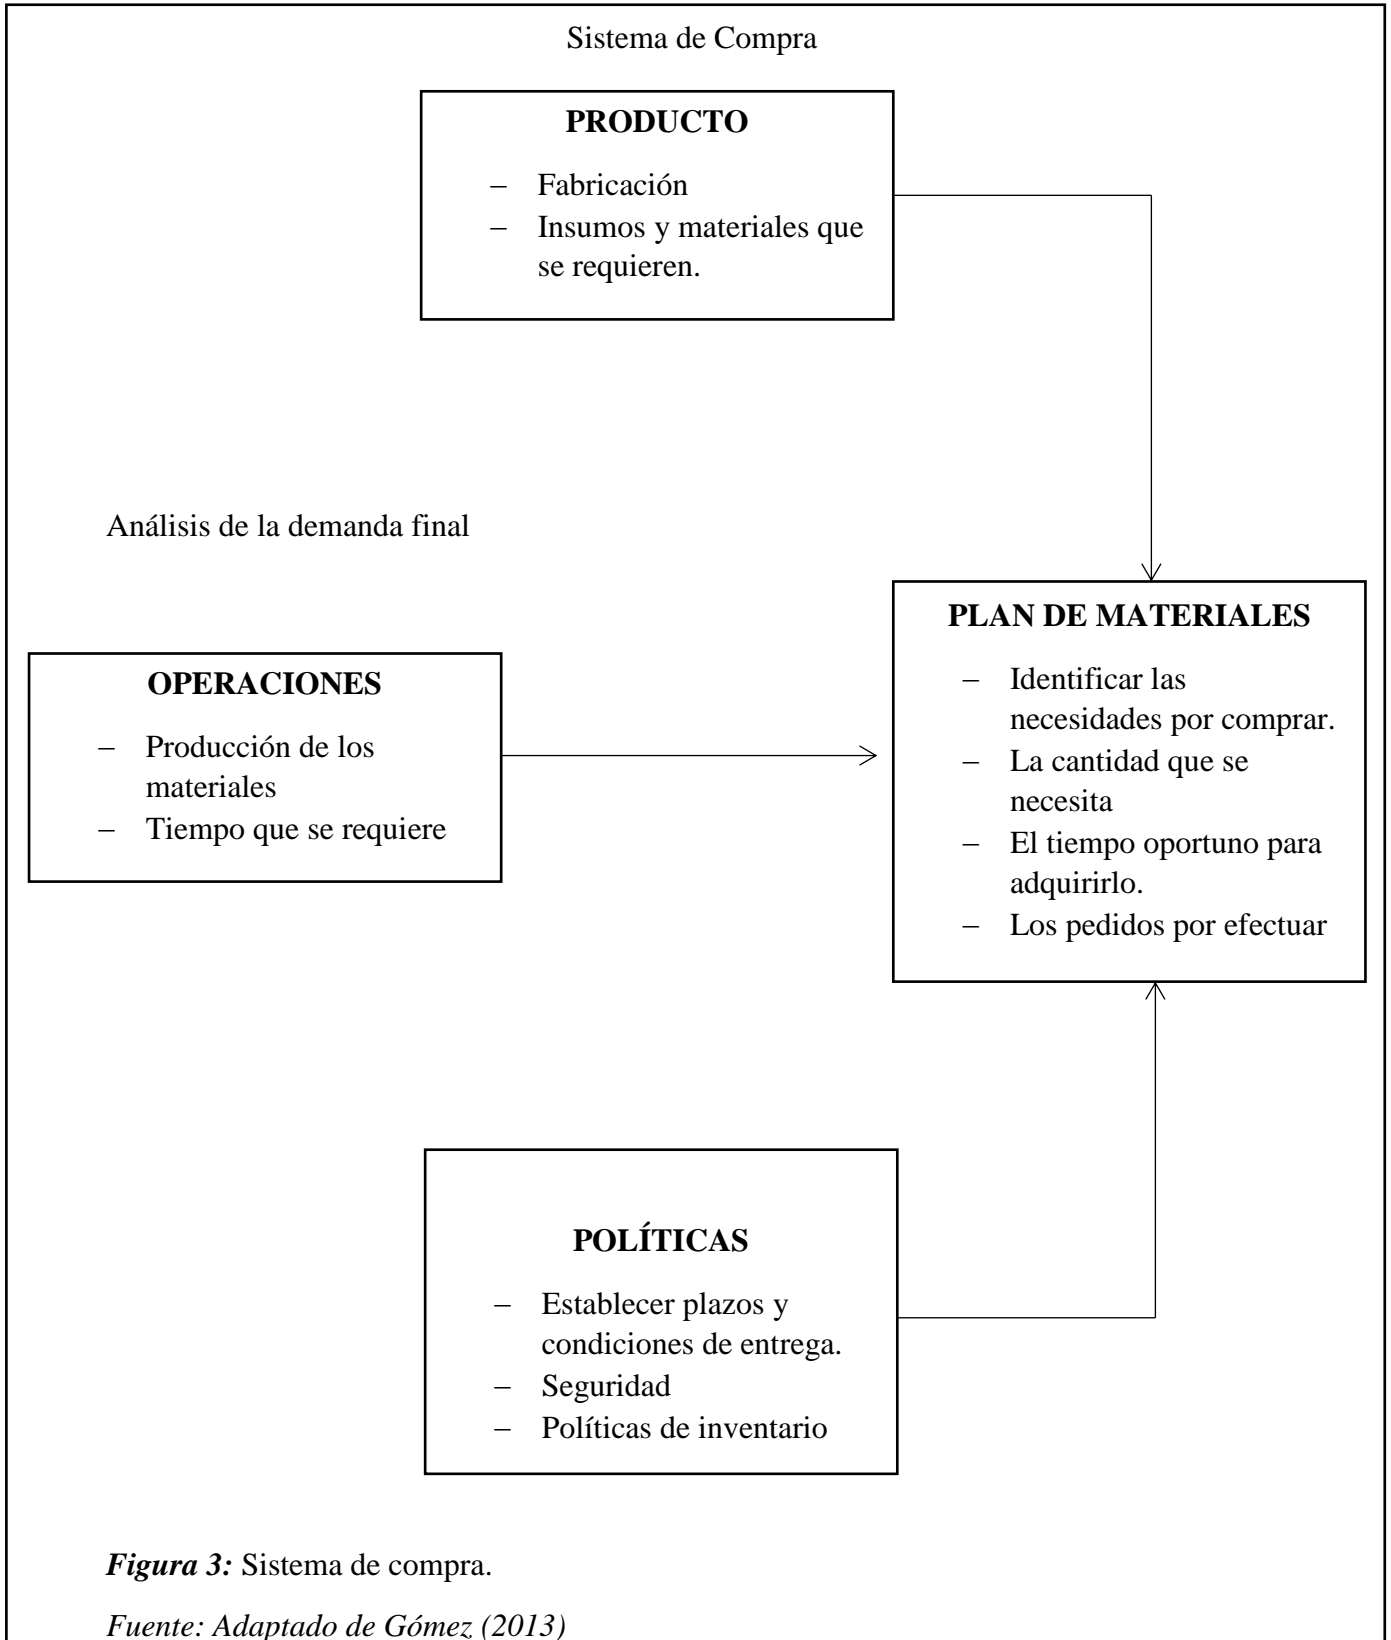 Sistema de Compra
PRODUCTO
– Fabricación
– Insumos y materiales que
se requieren.
Análisis de la demanda final
OPERACIONES
– Producción de los
materiales
– Tiempo que se requiere
PLAN DE MATERIALES
– Identificar las
necesidades por comprar.
– La cantidad que se
necesita
– El tiempo oportuno para
adquirirlo.
– Los pedidos por efectuar
POLÍTICAS
– Establecer plazos y
condiciones de entrega.
– Seguridad
– Políticas de inventario
Figura 3: Sistema de compra.
Fuente: Adaptado de Gómez (2013)